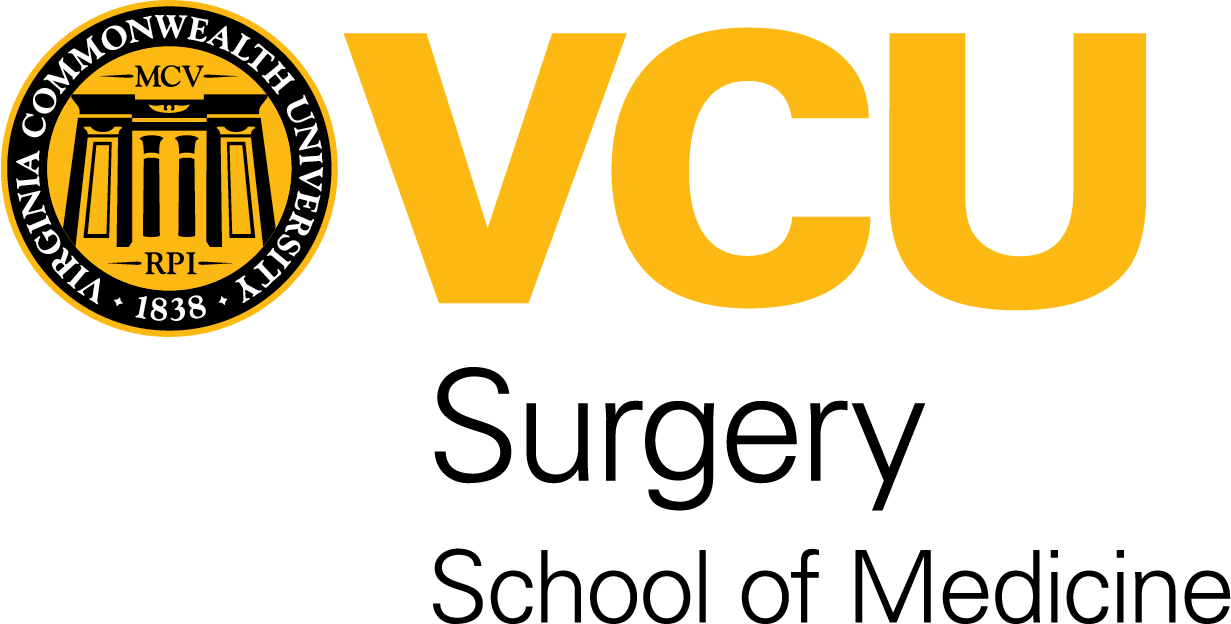 VIRGINIA COMMONWEALTH UNIVERSITY
MCV
RPI
1838
VCU
Surgery
School of Medicine